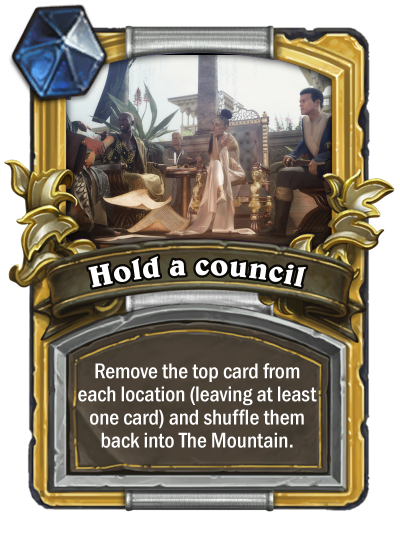 Hold a council
Remove the top card from
each location (leaving at least
one card) and shuffle them
back into The Mountain.